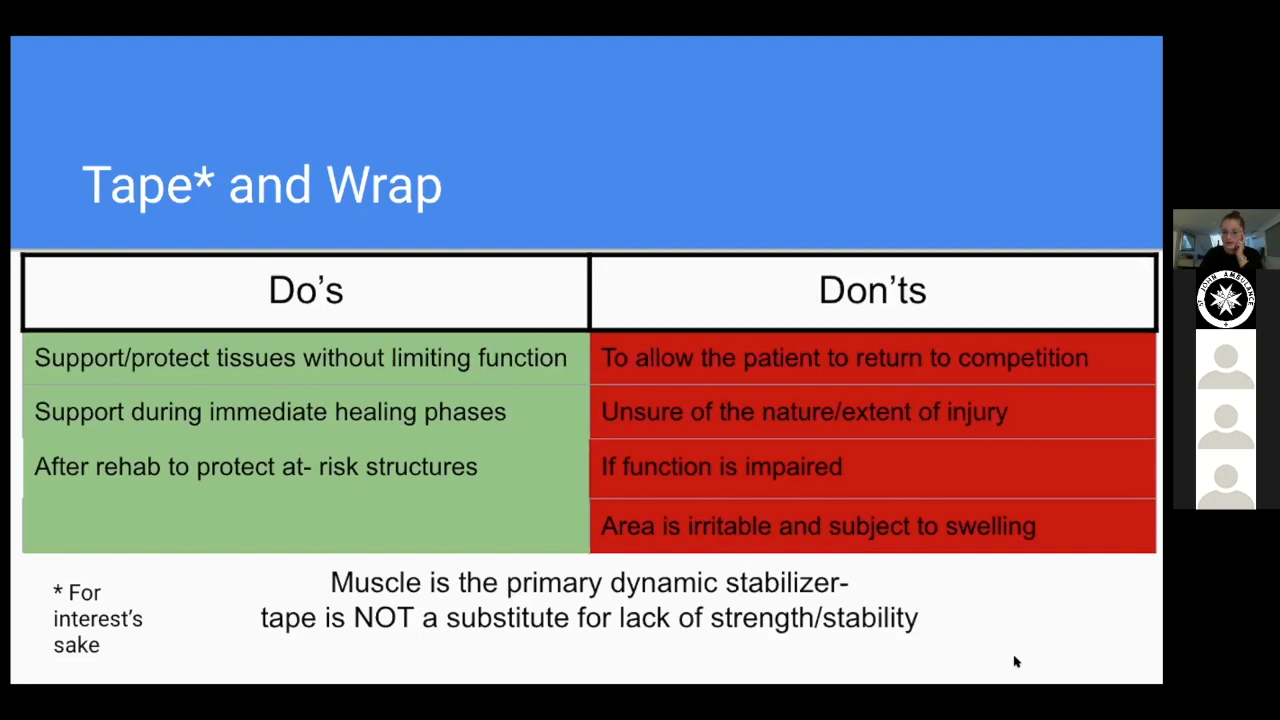 Tape* and Wrap
Do's
Don'ts
Support/protect tissues without limiting function
To allow the patient to return to competition
Support during immediate healing phases
Unsure of the nature/extent of injury
After rehab to protect at- risk structures
If function is impaired
Area is irritable and subject to swelling
* For
interest's
sake
Muscle is the primary dynamic stabilizer-
tape is NOT a substitute for lack of strength/stability
ST JOHN AMBULANCE